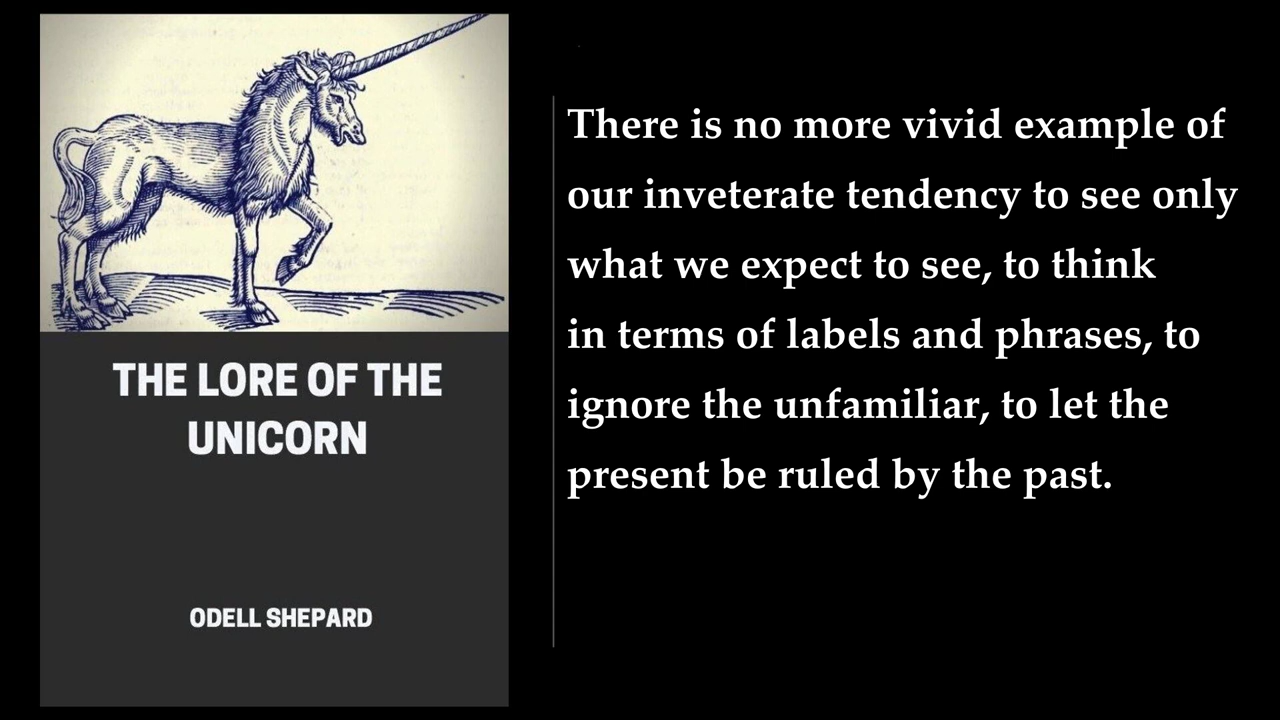 THE LORE OF THE
UNICORN
ODELL SHEPARD
There is no more vivid example of
our inveterate tendency to see only
what we expect to see, to think
in terms of labels and phrases, to
ignore the unfamiliar, to let the
present be ruled by the past.